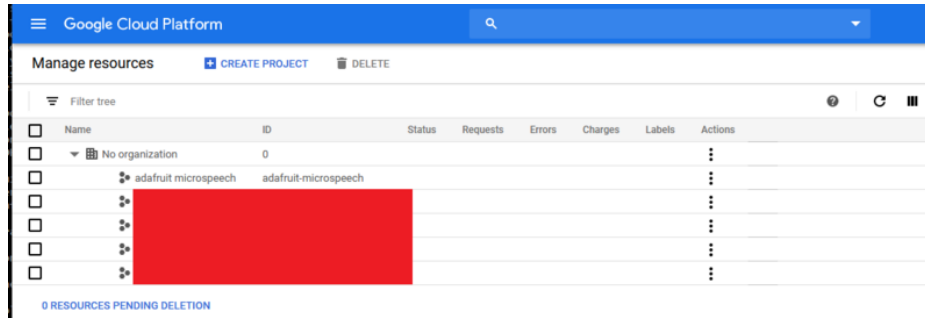 Google Cloud Platform
Manage resources CREATE PROJECT DELETE
Filter tree
Name ID Status Requests Errors Charges Labels Actions
No organization 0
adafruit microspeech adafruit-microspeech
0 RESOURCES PENDING DELETION